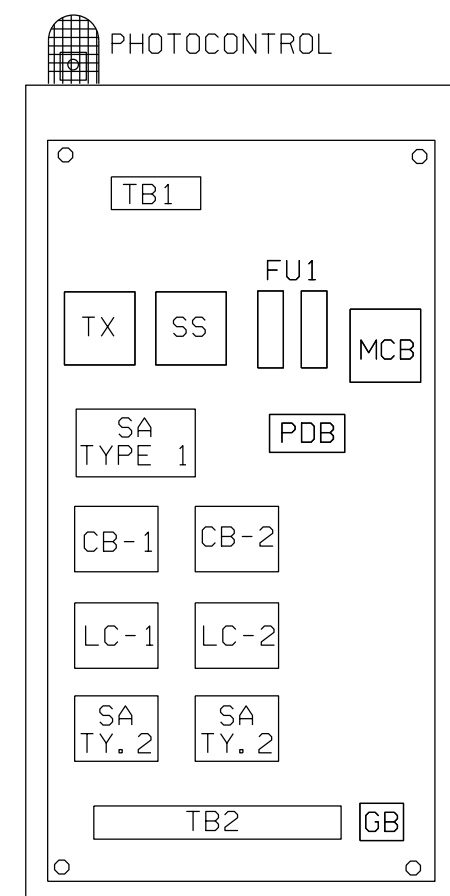 PHOTOCONTROL
TB1
FU1
TX
SS
MCB
SA
TYPE 1
PDB
CB-1
CB-2
LC-1
LC-2
SA
TY.2
SA
TY.2
TB2
GB